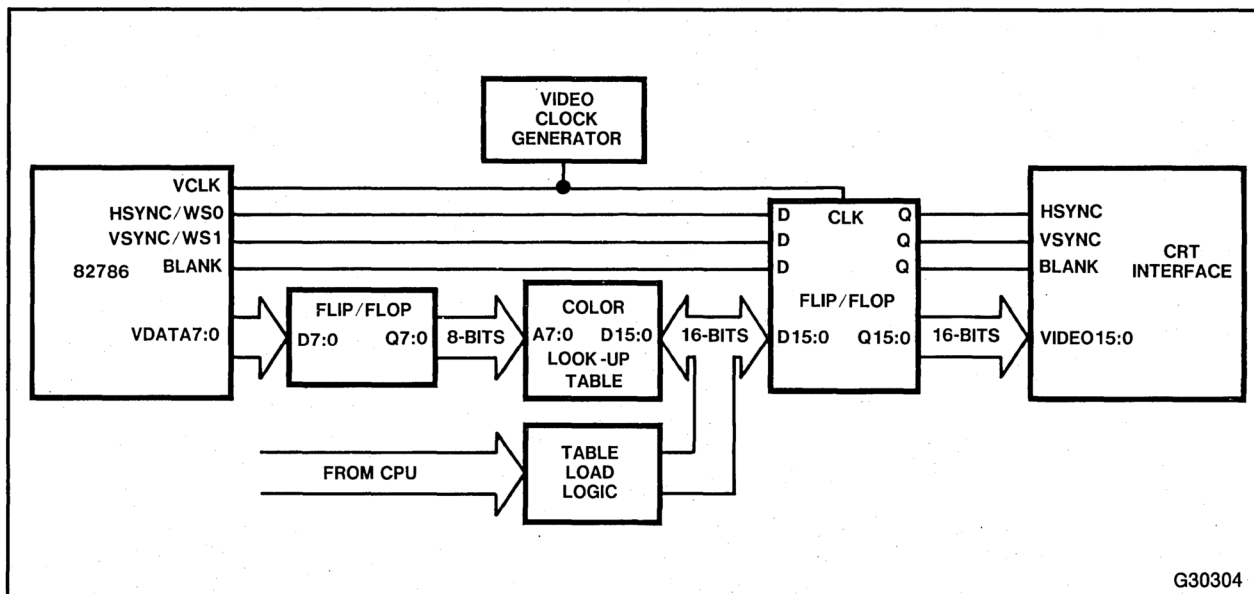 VIDEO
CLOCK
GENERATOR
VCLK
HSYNC/WS0
VSYNC/WS1
82786
BLANK
VDATA7:0
FLIP/FLOP
D7:0 Q7:0
8-BITS
COLOR
A7:0 D15:0
LOOK-UP
TABLE
16-BITS
D CLK Q
D Q
D Q
FLIP/FLOP
D15:0 Q15:0
16-BITS
HSYNC
VSYNC
BLANK
CRT
INTERFACE
VIDEO15:0
FROM CPU
TABLE
LOAD
LOGIC
G30304